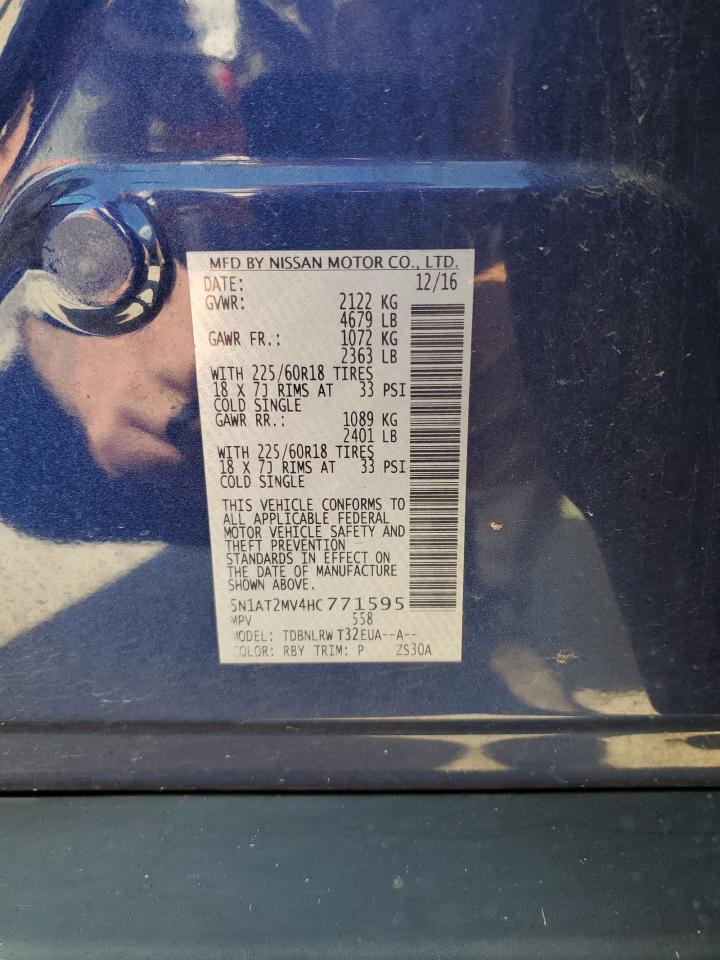 MFD BY NISSAN MOTOR CO., LTD.
DATE: 12/16
GVWR: 2122 KG
4679 LB
GAWR FR.: 1072 KG
2363 LB
WITH 225/60R18 TIRES
18 X 7J RIMS AT 33 PSI
COLD SINGLE
GAWR RR.: 1089 KG
2401 LB
WITH 225/60R18 TIRES
18 X 7J RIMS AT 33 PSI
COLD SINGLE
THIS VEHICLE CONFORMS TO
ALL APPLICABLE FEDERAL
MOTOR VEHICLE SAFETY AND
THEFT PREVENTION
STANDARDS IN EFFECT ON
THE DATE OF MANUFACTURE
SHOWN ABOVE.
5N1AT2MV4HC771595
MPV 558
MODEL: TDBNLRW T32EUA--A--
COLOR: RBY TRIM: P ZS30A